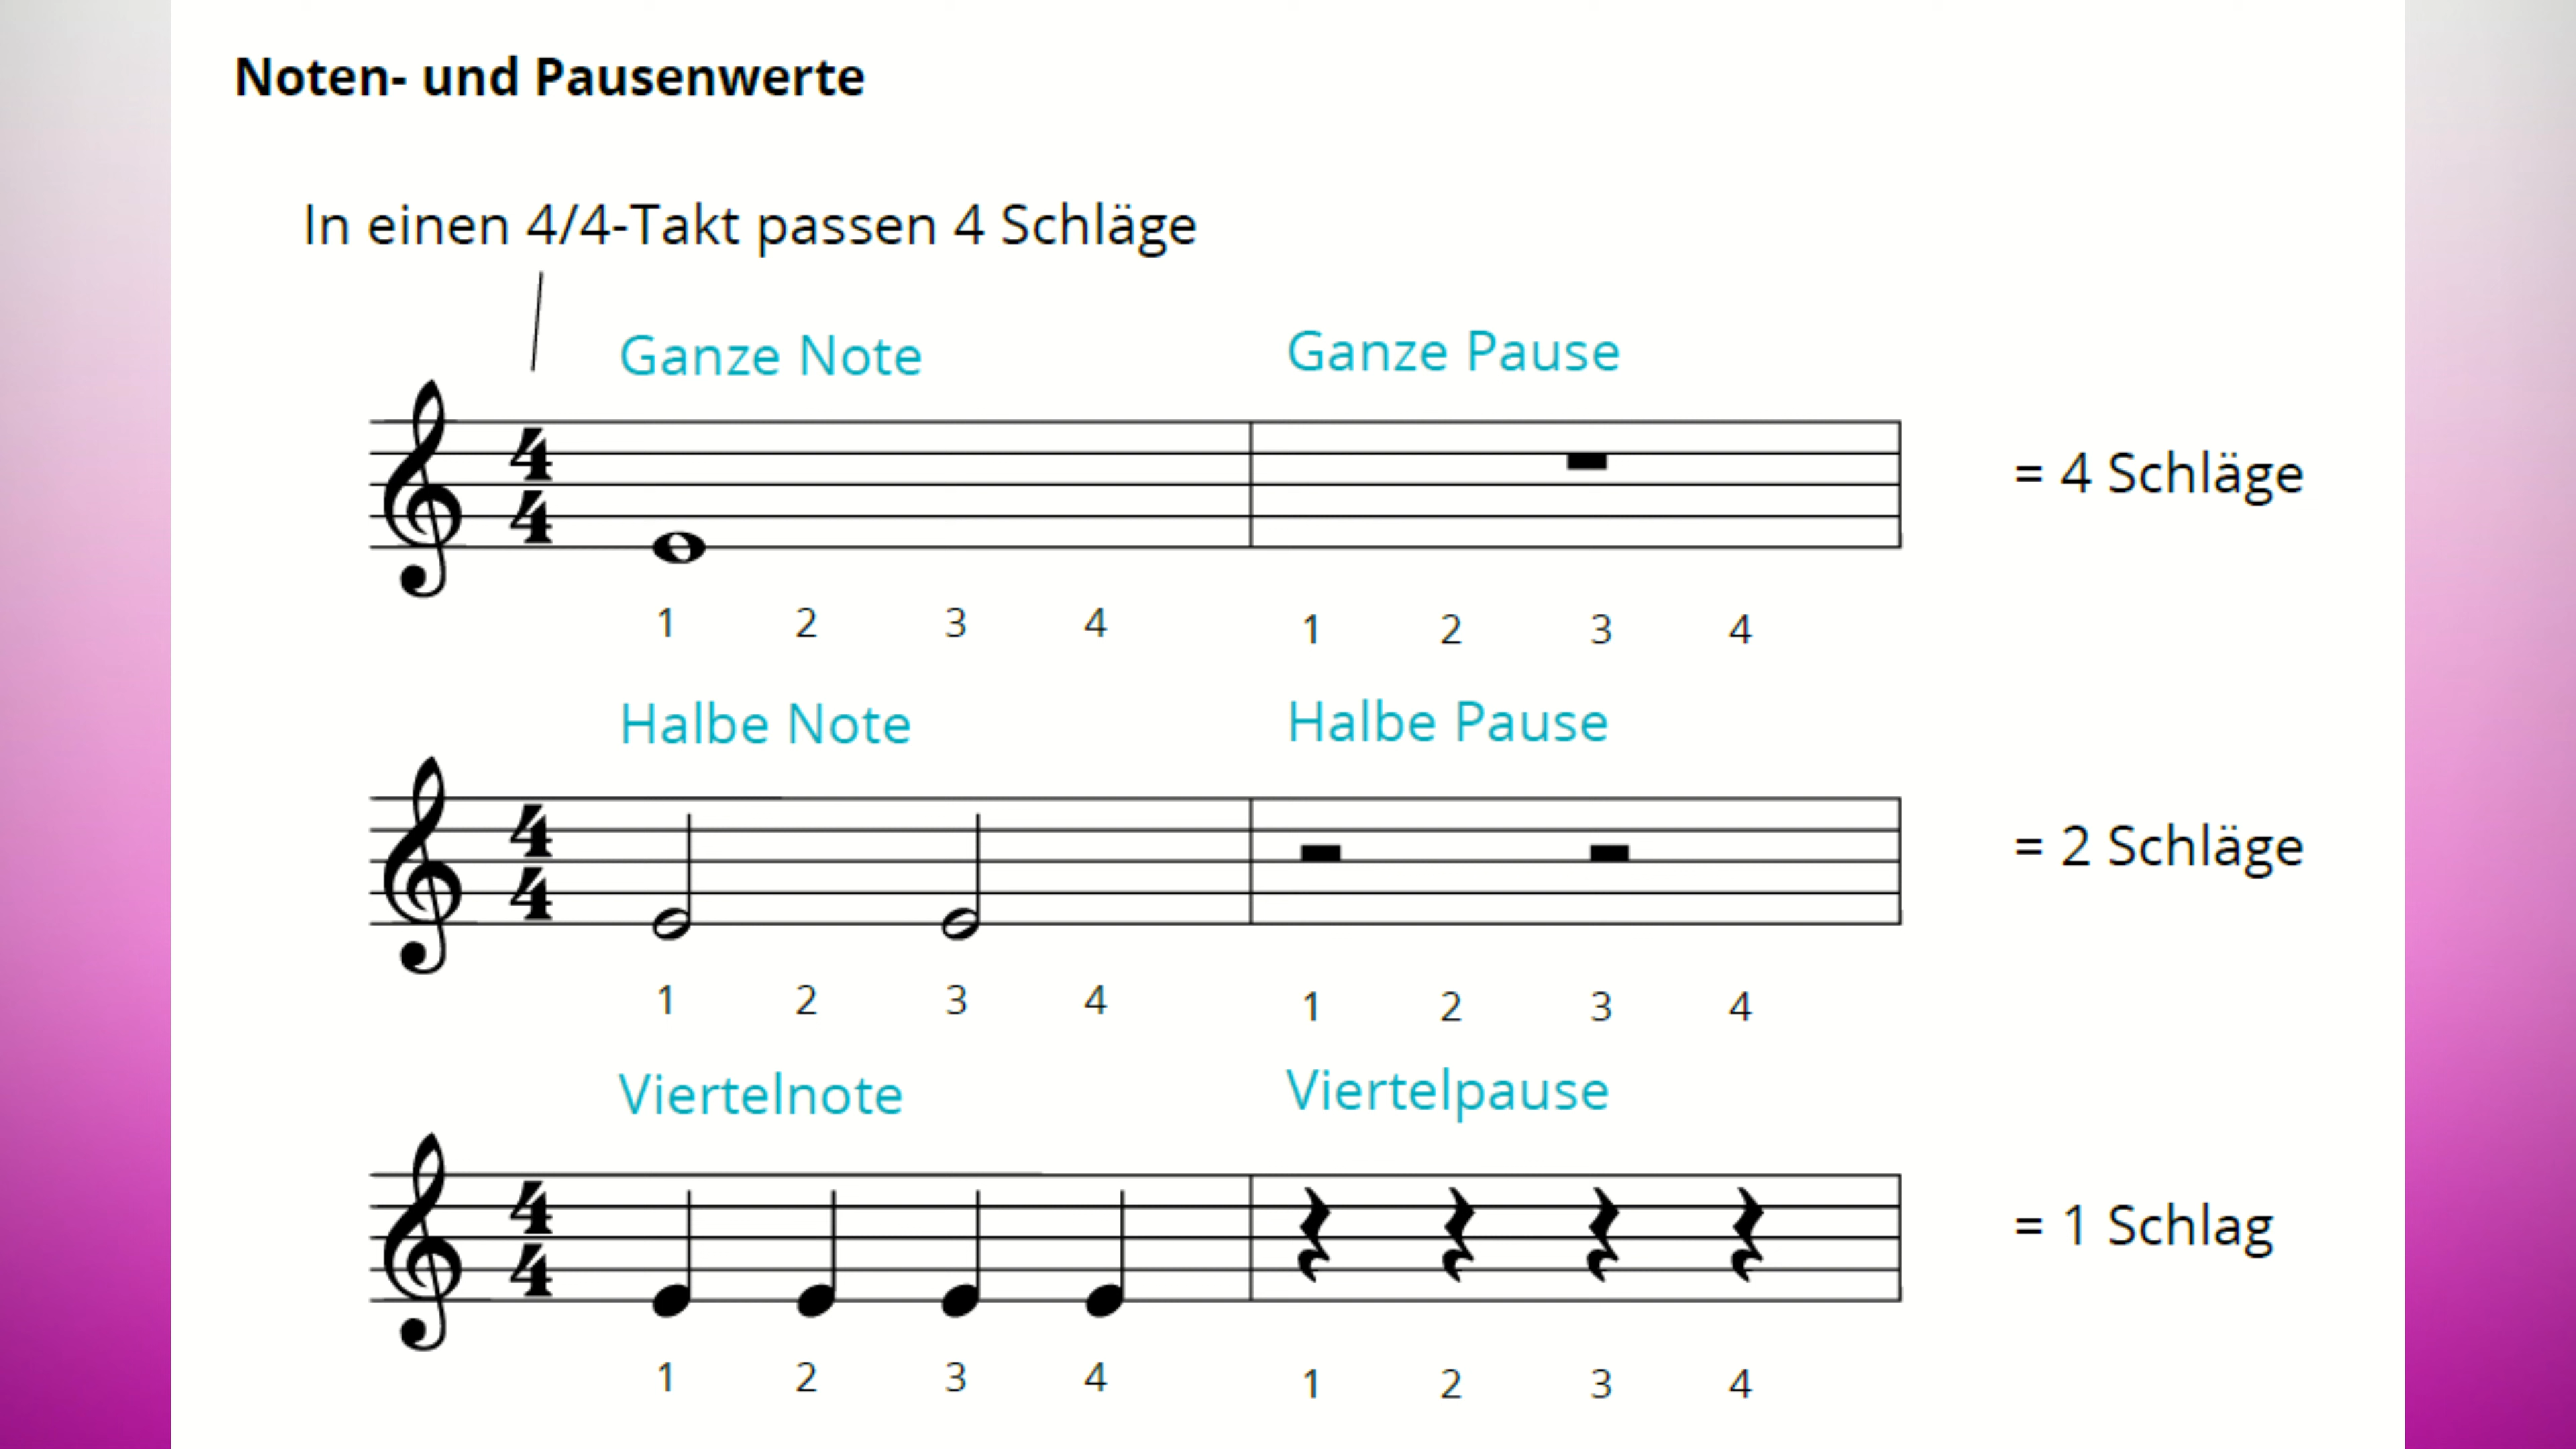 Noten- und Pausenwerte
In einen 4/4-Takt passen 4 Schläge
Ganze Note Ganze Pause
4
4
= 4 Schläge
1 2 3 4 1 2 3 4
Halbe Note Halbe Pause
4
4
= 2 Schläge
1 2 3 4 1 2 3 4
Viertelnote Viertelpause
4
4
= 1 Schlag
1 2 3 4 1 2 3 4